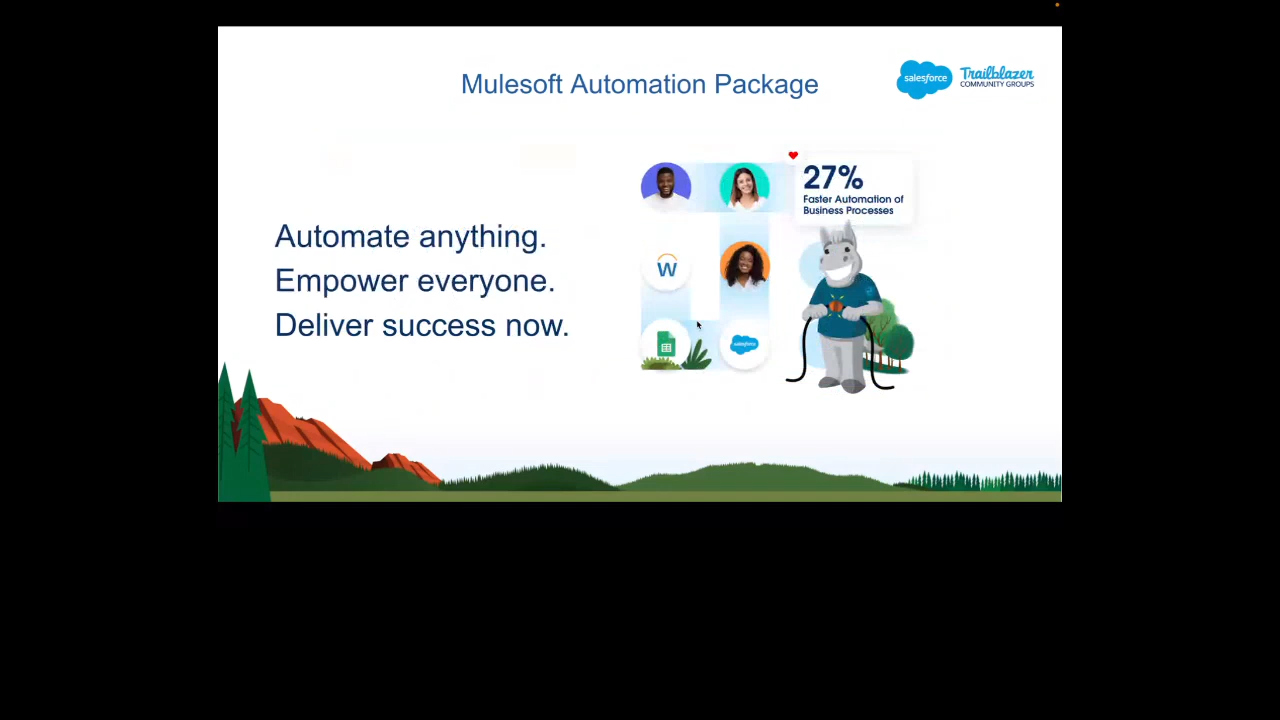 Mulesoft Automation Package
salesforce
Trailblazer
COMMUNITY GROUPS
27%
Faster Automation of
Business Processes
Automate anything.
Empower everyone.
Deliver success now.
W
salesforce